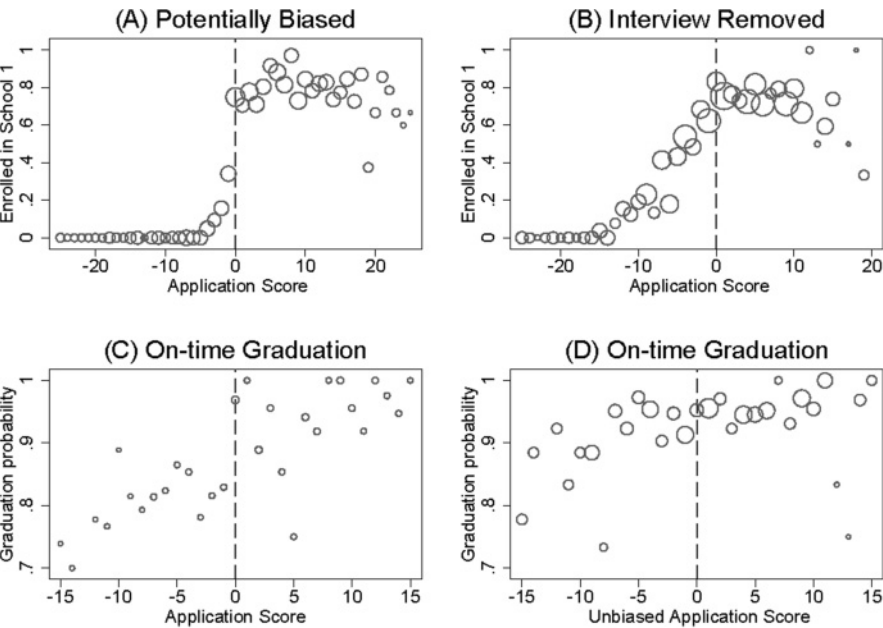 (A) Potentially Biased
Enrolled in School 1
0 .2 .4 .6 .8 1
-20 -10 0 10 20
Application Score
(B) Interview Removed
Enrolled in School 1
0 .2 .4 .6 .8 1
-20 -10 0 10 20
Application Score
(C) On-time Graduation
Graduation probability
.7 .8 .9 1
-15 -10 -5 0 5 10 15
Application Score
(D) On-time Graduation
Graduation probability
.7 .8 .9 1
-15 -10 -5 0 5 10 15
Unbiased Application Score